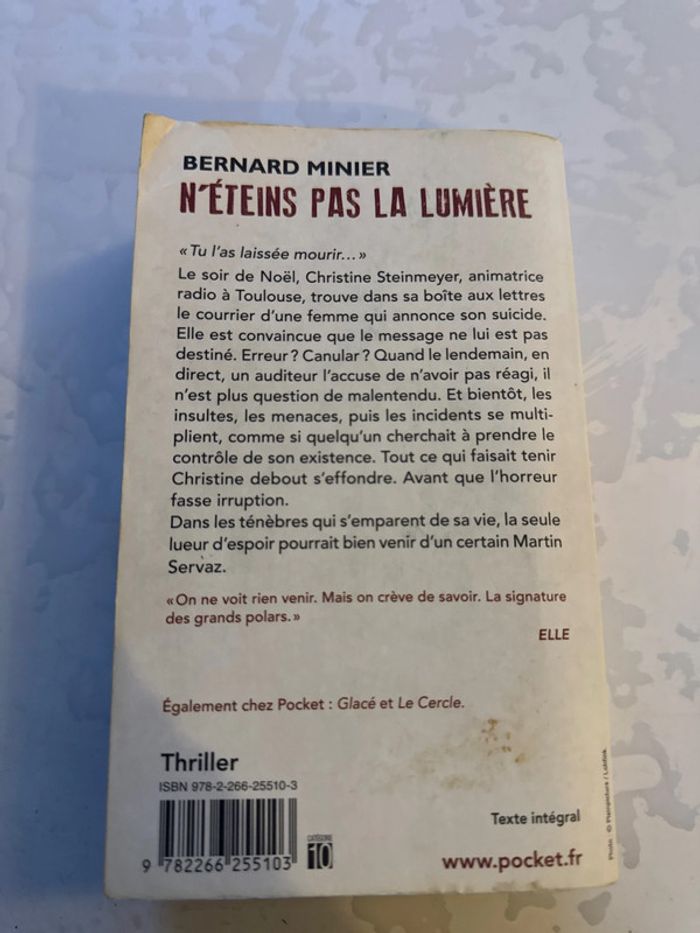 BERNARD MINIER
N'ÉTEINS PAS LA LUMIÈRE
« Tu l'as laissée mourir... »
Le soir de Noël, Christine Steinmeyer, animatrice
radio à Toulouse, trouve dans sa boîte aux lettres
le courrier d'une femme qui annonce son suicide.
Elle est convaincue que le message ne lui est pas
destiné. Erreur ? Canular ? Quand le lendemain, en
direct, un auditeur l'accuse de n'avoir pas réagi, il
n'est plus question de malentendu. Et bientôt, les
insultes, les menaces, puis les incidents se multi-
plient, comme si quelqu'un cherchait à prendre le
contrôle de son existence. Tout ce qui faisait tenir
Christine debout s'effondre. Avant que l'horreur
fasse irruption.
Dans les ténèbres qui s'emparent de sa vie, la seule
lueur d'espoir pourrait bien venir d'un certain Martin
Servaz.
« On ne voit rien venir. Mais on crève de savoir. La signature
des grands polars. »
ELLE
Également chez Pocket : Glacé et Le Cercle.
Thriller
ISBN 978-2-266-25510-3
9 782266 255103
CATÉGORIE
10
Texte intégral
www.pocket.fr
Photo : © Plainpicture / Lubitz